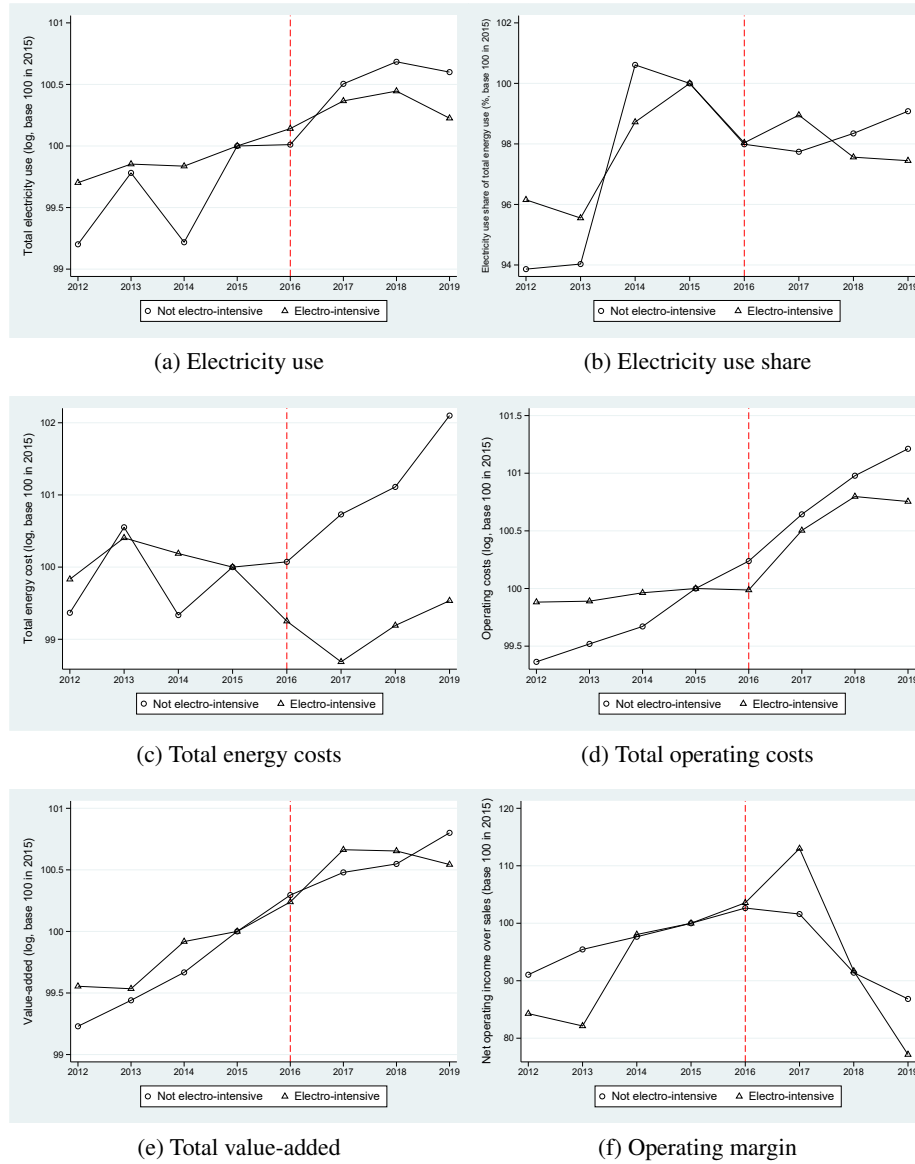 Total electricity use (log, base 100 in 2015)
101
100.5
100
99.5
99
2012 2013 2014 2015 2016 2017 2018 2019
Not electro-intensive Electro-intensive
(a) Electricity use
Electricity use share of total energy use (%, base 100 in 2015)
100
98
96
94
2012 2013 2014 2015 2016 2017 2018 2019
Not electro-intensive Electro-intensive
(b) Electricity use share
Total energy cost (log, base 100 in 2015)
102
101
100
99
2012 2013 2014 2015 2016 2017 2018 2019
Not electro-intensive Electro-intensive
(c) Total energy costs
Operating costs (log, base 100 in 2015)
101.5
101
100.5
100
99.5
2012 2013 2014 2015 2016 2017 2018 2019
Not electro-intensive Electro-intensive
(d) Total operating costs
Value-added (log, base 100 in 2015)
101
100.5
100
99.5
99
2012 2013 2014 2015 2016 2017 2018 2019
Not electro-intensive Electro-intensive
(e) Total value-added
Net operating income over sales (base 100 in 2015)
120
110
100
90
80
2012 2013 2014 2015 2016 2017 2018 2019
Not electro-intensive Electro-intensive
(f) Operating margin